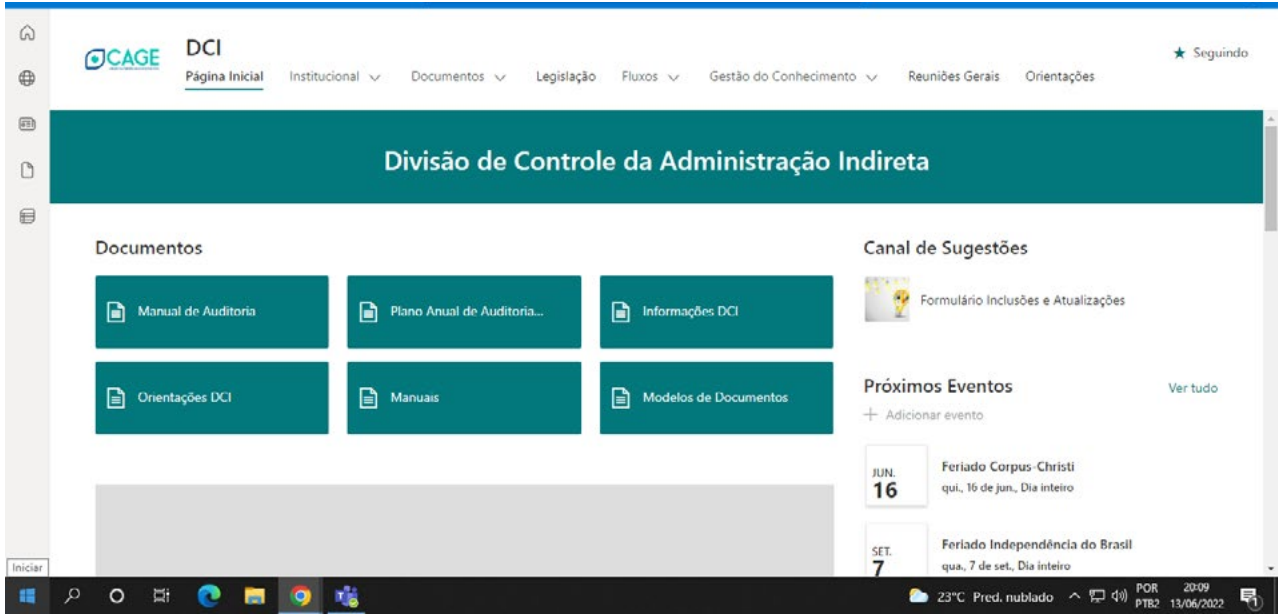 CAGE
DCI
Página Inicial Institucional Documentos Legislação Fluxos Gestão do Conhecimento Reuniões Gerais Orientações
Seguindo
Divisão de Controle da Administração Indireta
Documentos
Manual de Auditoria
Plano Anual de Auditoria...
Informações DCI
Orientações DCI
Manuais
Modelos de Documentos
Canal de Sugestões
Formulário Inclusões e Atualizações
Próximos Eventos
Ver tudo
Adicionar evento
JUN.
16
Feriado Corpus-Christi
qui., 16 de jun., Dia inteiro
SET.
7
Feriado Independência do Brasil
qua., 7 de set., Dia inteiro
Iniciar
23°C Pred. nublado
POR
PTB2
20:09
13/06/2022